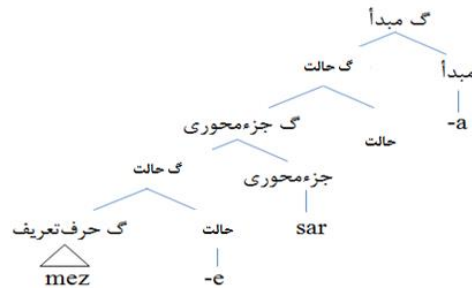 گ مبدأ
گ حالت مبدأ
گ جزءمحوری حالت -a
گ حالت جزءمحوری
گ حرف‌تعریف حالت sar
mez -e